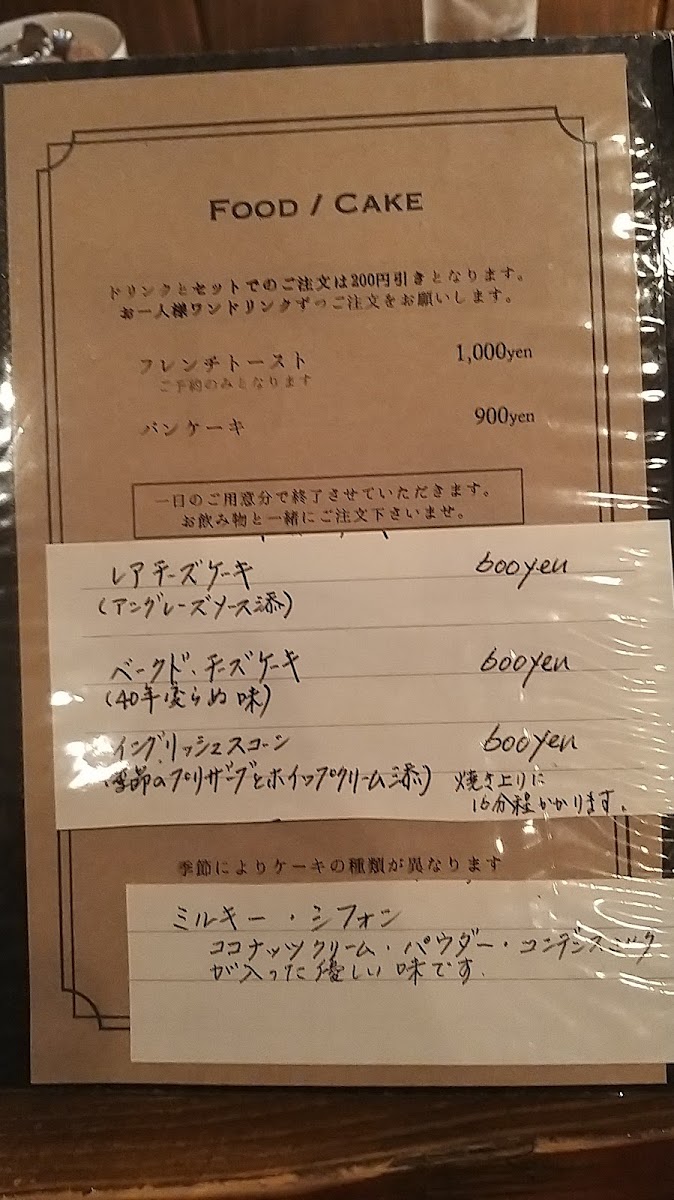 FOOD / CAKE
ドリンクとセットでのご注文は200円引きとなります。
お一人様ワンドリンクずつご注文をお願いします。
フレンチトースト 1,000yen
ご予約のみとなります
パンケーキ 900yen
一日のご用意分で終了させていただきます。
お飲み物と一緒にご注文下さいませ。
レアチーズケーキ 600yen
(アングレーズソース添)
ベークド・チーズケーキ 600yen
(40年変らぬ味)
イングリッシュスコーン 600yen
(季節のプリザーブとホイップクリーム添) 焼き上りに
16分程かかります。
季節によりケーキの種類が異なります
ミルキー・シフォン
ココナッツクリーム・パウダー・コンデンスミルク
が入った優しい味です.